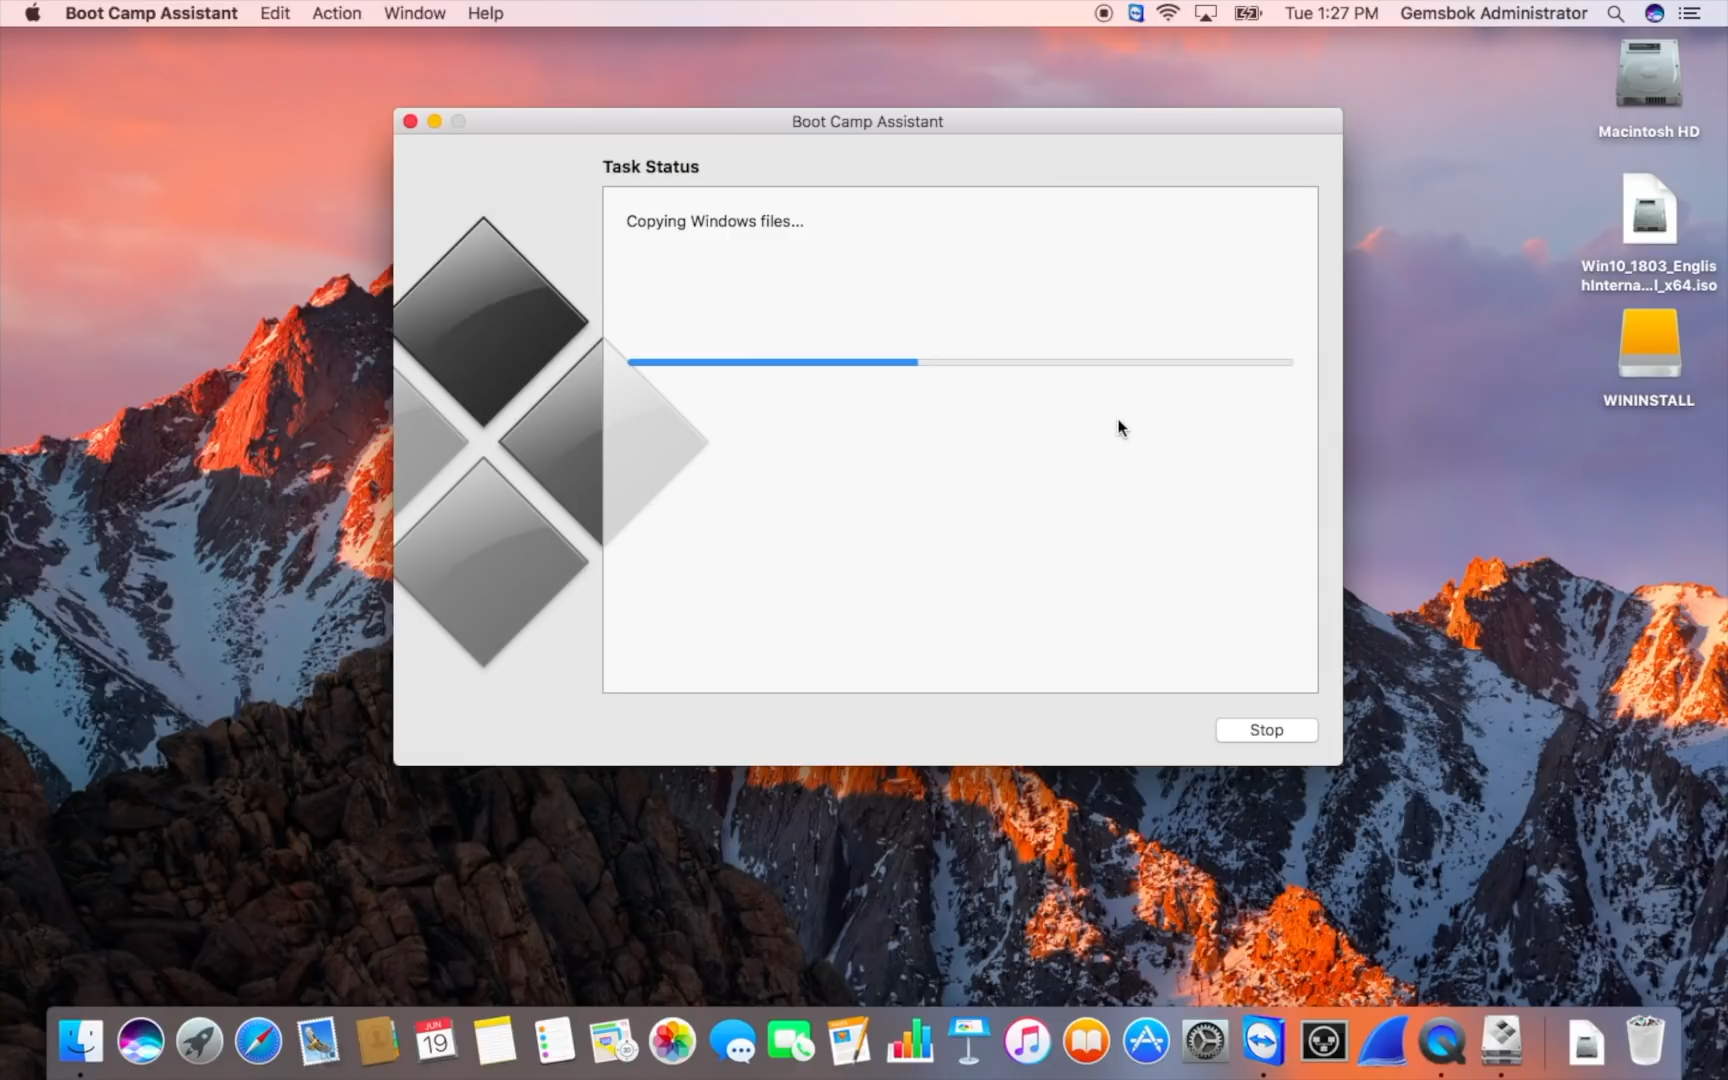 Boot Camp Assistant Edit Action Window Help Tue 1:27 PM Gemsbok Administrator
Boot Camp Assistant
Task Status
Copying Windows files...
Stop
Macintosh HD
Win10_1803_Englis
hInterna...l_x64.iso
WININSTALL
JUN
19